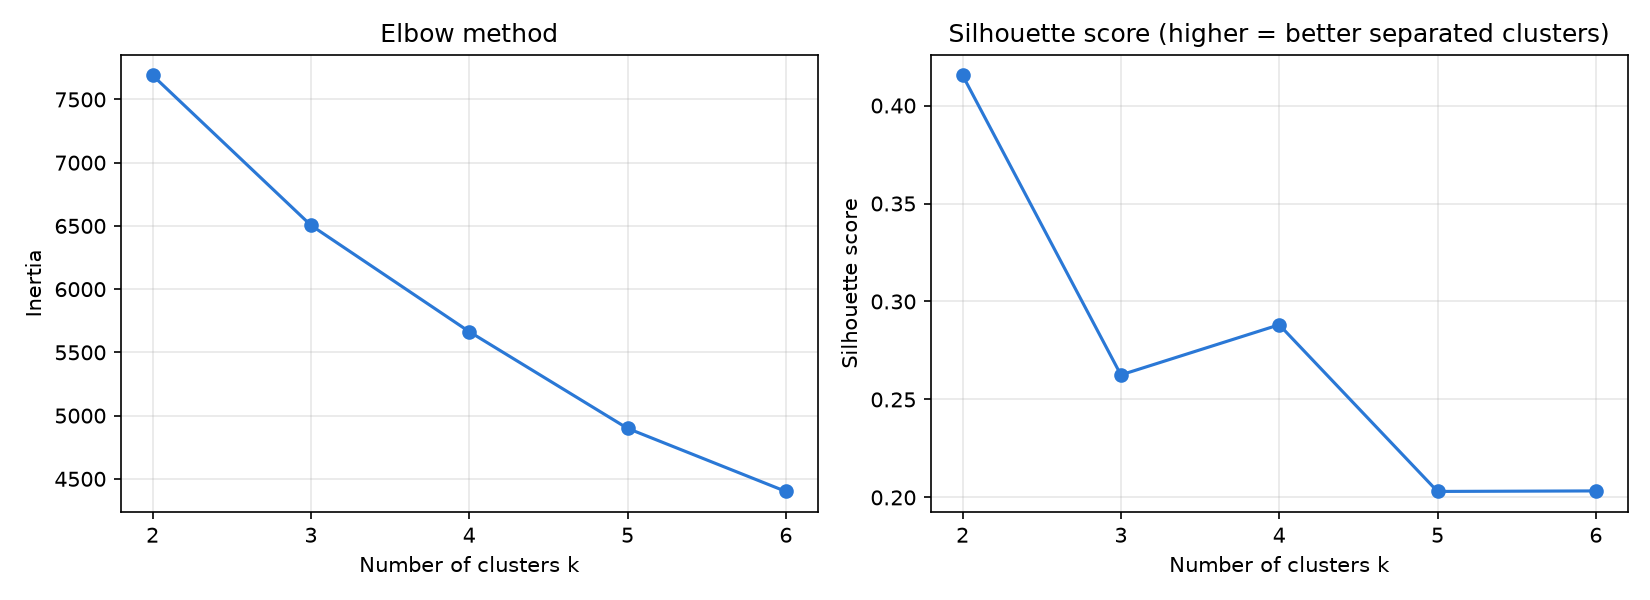 Elbow method
7500
7000
6500
6000
5500
5000
4500
Inertia
2 3 4 5 6
Number of clusters k
Silhouette score (higher = better separated clusters)
0.40
0.35
0.30
0.25
0.20
Silhouette score
2 3 4 5 6
Number of clusters k